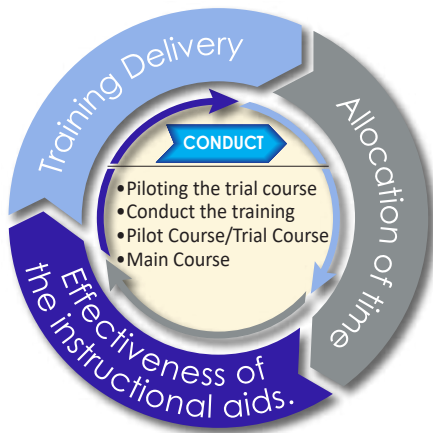 Training Delivery
Allocation of time
CONDUCT
•Piloting the trial course
•Conduct the training
•Pilot Course/Trial Course
•Main Course
Effectiveness of
the instructional aids.